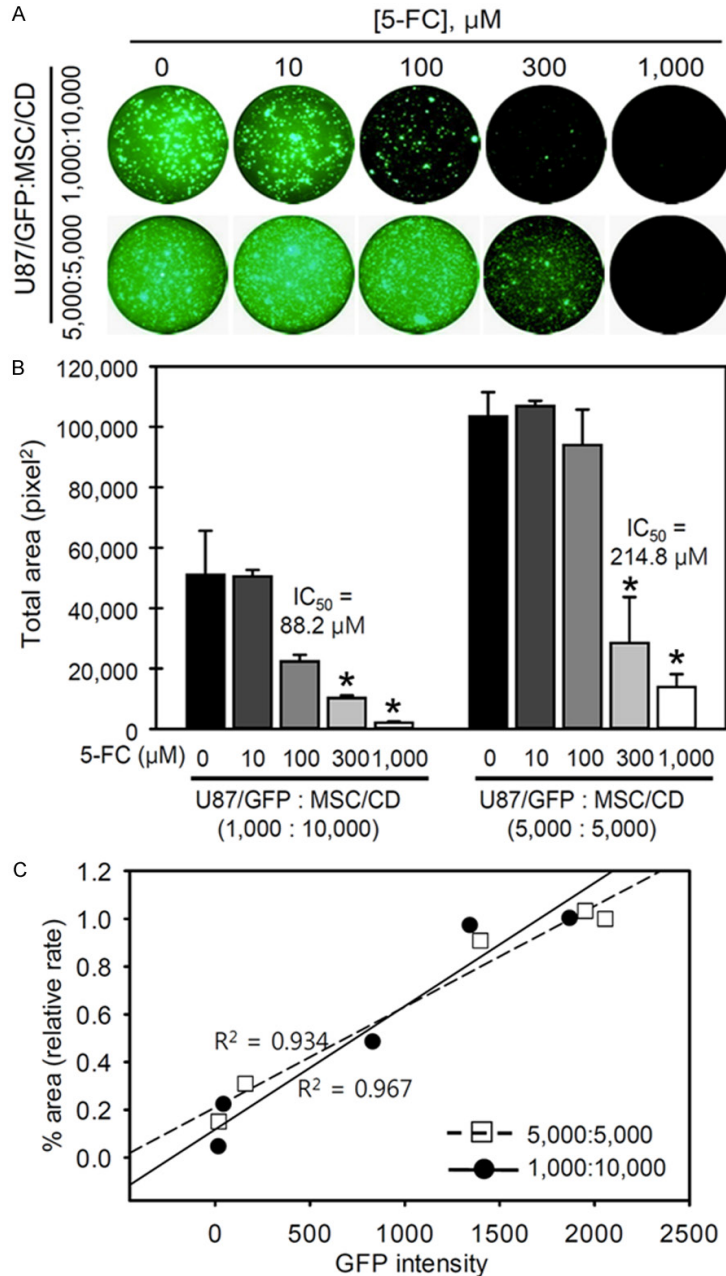 A
[5-FC], µM
0 10 100 300 1,000
U87/GFP:MSC/CD
1,000:10,000
5,000:5,000
B
120,000
100,000
80,000
60,000
40,000
20,000
0
Total area (pixel²)
IC₅₀ =
88.2 µM
* *
IC₅₀ =
214.8 µM
* *
5-FC (µM) 0 10 100 300 1,000 0 10 100 300 1,000
U87/GFP : MSC/CD
(1,000 : 10,000)
U87/GFP : MSC/CD
(5,000 : 5,000)
C
1.2
1.0
0.8
0.6
0.4
0.2
0.0
% area (relative rate)
R² = 0.934
R² = 0.967
5,000:5,000
1,000:10,000
0 500 1000 1500 2000 2500
GFP intensity